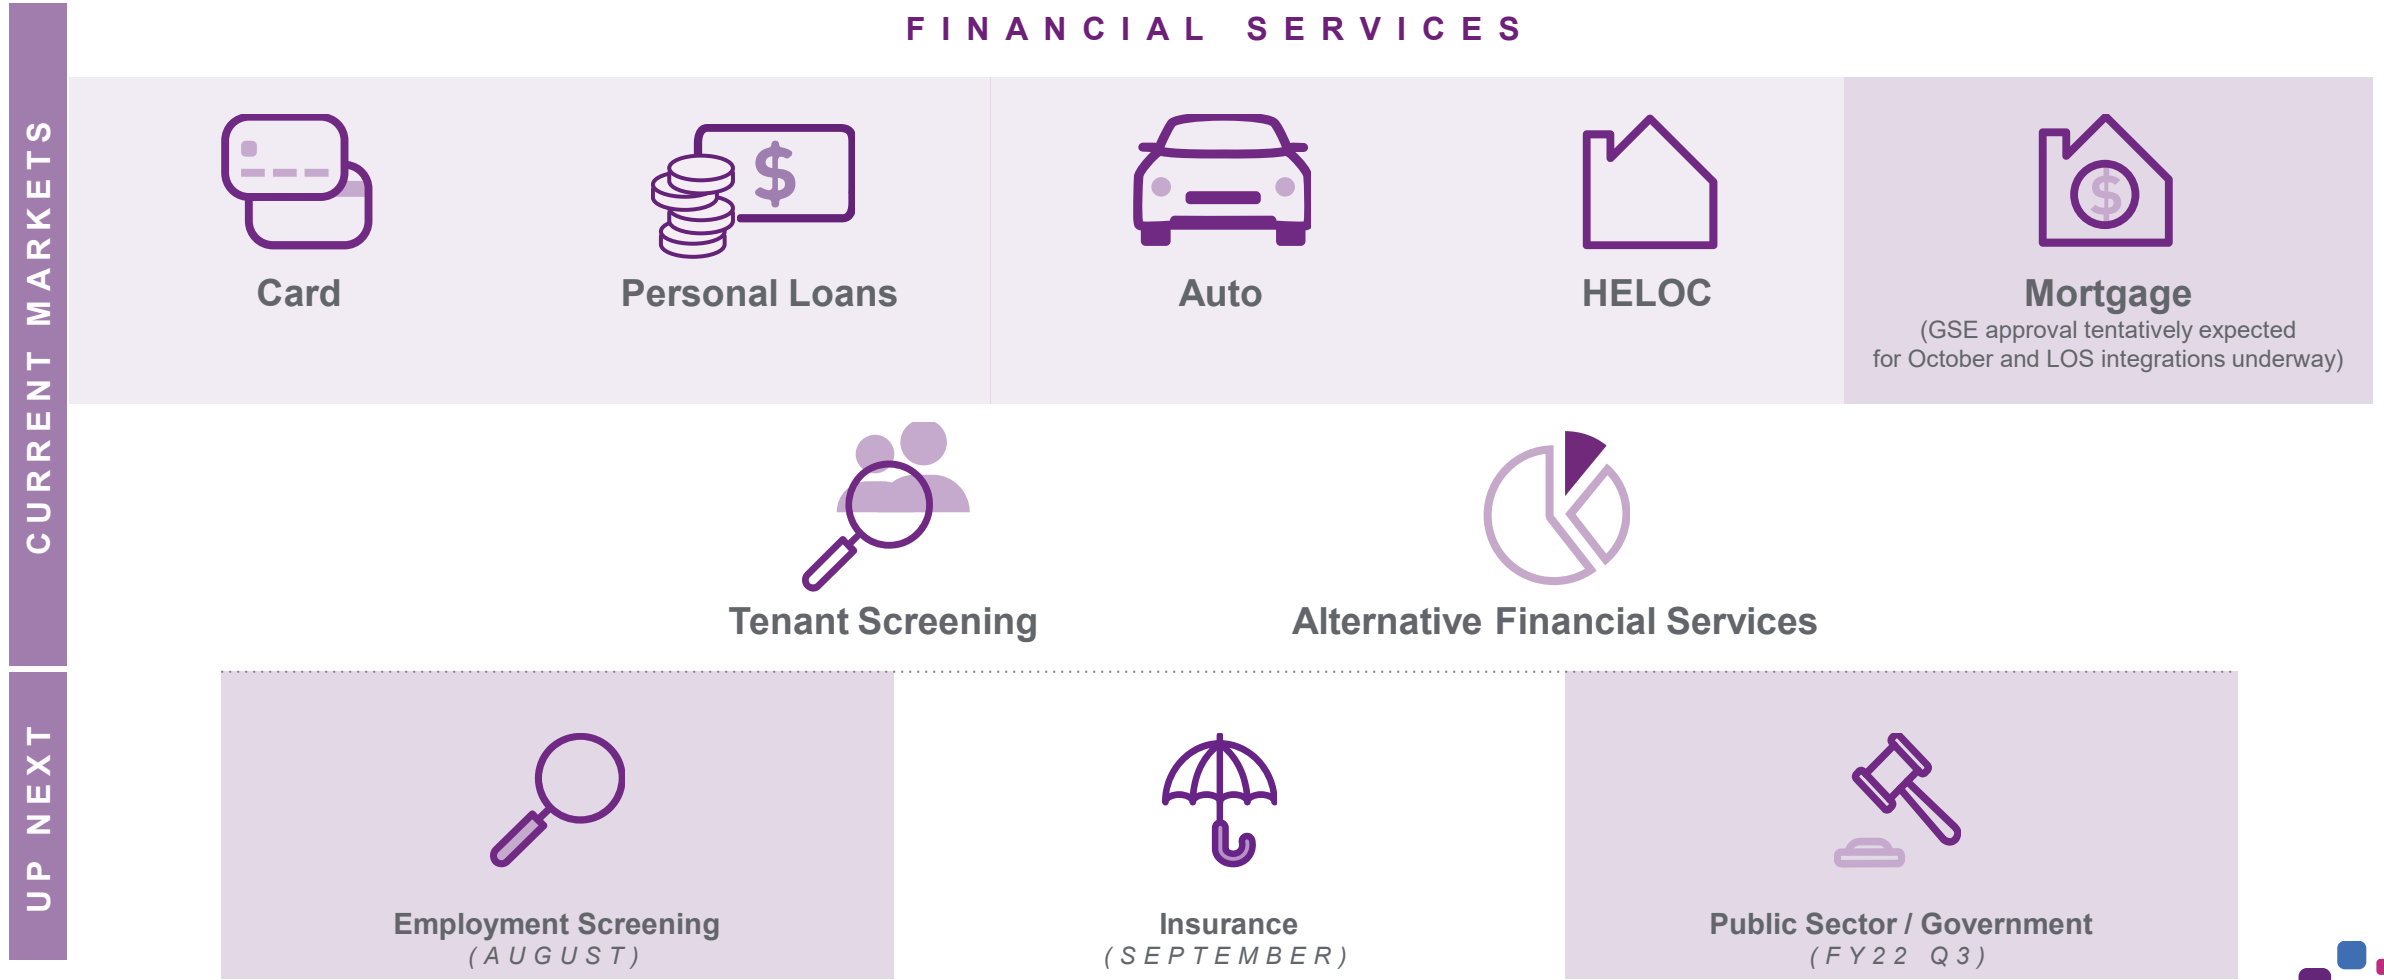 FINANCIAL SERVICES
CURRENT MARKETS
Card
Personal Loans
Auto
HELOC
Mortgage
(GSE approval tentatively expected
for October and LOS integrations underway)
Tenant Screening
Alternative Financial Services
UP NEXT
Employment Screening
(AUGUST)
Insurance
(SEPTEMBER)
Public Sector / Government
(FY22 Q3)